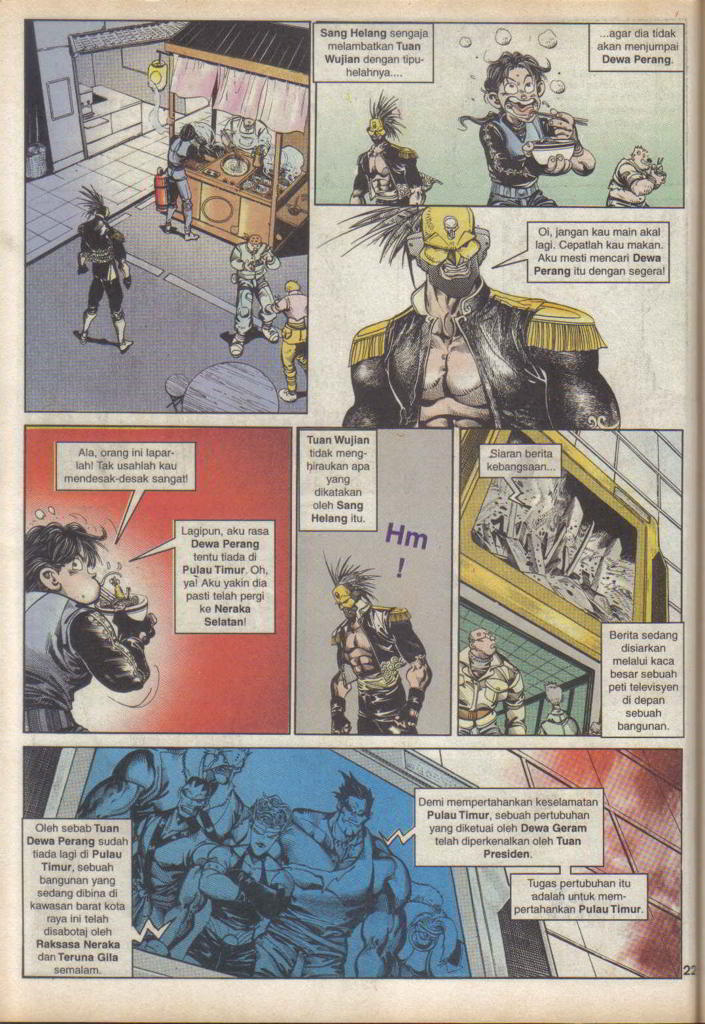 Sang Helang sengaja
melambatkan Tuan
Wujian dengan tipu-
helahnya....
...agar dia tidak
akan menjumpai
Dewa Perang.
Oi, jangan kau main akal
lagi. Cepatlah kau makan.
Aku mesti mencari Dewa
Perang itu dengan segera!
Ala, orang ini lapar-
lah! Tak usahlah kau
mendesak-desak sangat!
Lagipun, aku rasa
Dewa Perang
tentu tiada di
Pulau Timur. Oh,
ya! Aku yakin dia
pasti telah pergi
ke Neraka
Selatan!
Tuan Wujian
tidak meng-
hiraukan apa
yang
dikatakan
oleh Sang
Helang itu.
Hm
!
Siaran berita
kebangsaan...
Berita sedang
disiarkan
melalui kaca
besar sebuah
peti televisyen
di depan
sebuah
bangunan.
Oleh sebab Tuan
Dewa Perang sudah
tiada lagi di Pulau
Timur, sebuah
bangunan yang
sedang dibina di
kawasan barat kota
raya ini telah
disabotaj oleh
Raksasa Neraka
dan Teruna Gila
semalam.
Demi mempertahankan keselamatan
Pulau Timur, sebuah pertubuhan
yang diketuai oleh Dewa Geram
telah diperkenalkan oleh Tuan
Presiden.
Tugas pertubuhan itu
adalah untuk mem-
pertahankan Pulau Timur.
22